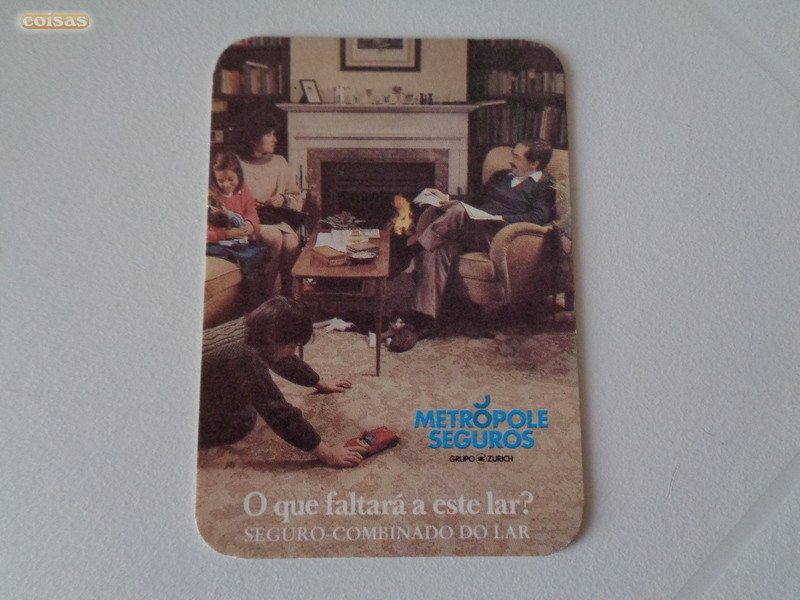 coisas
METRÓPOLE
SEGUROS
GRUPO ZURICH
O que faltará a este lar?
SEGURO-COMBINADO DO LAR